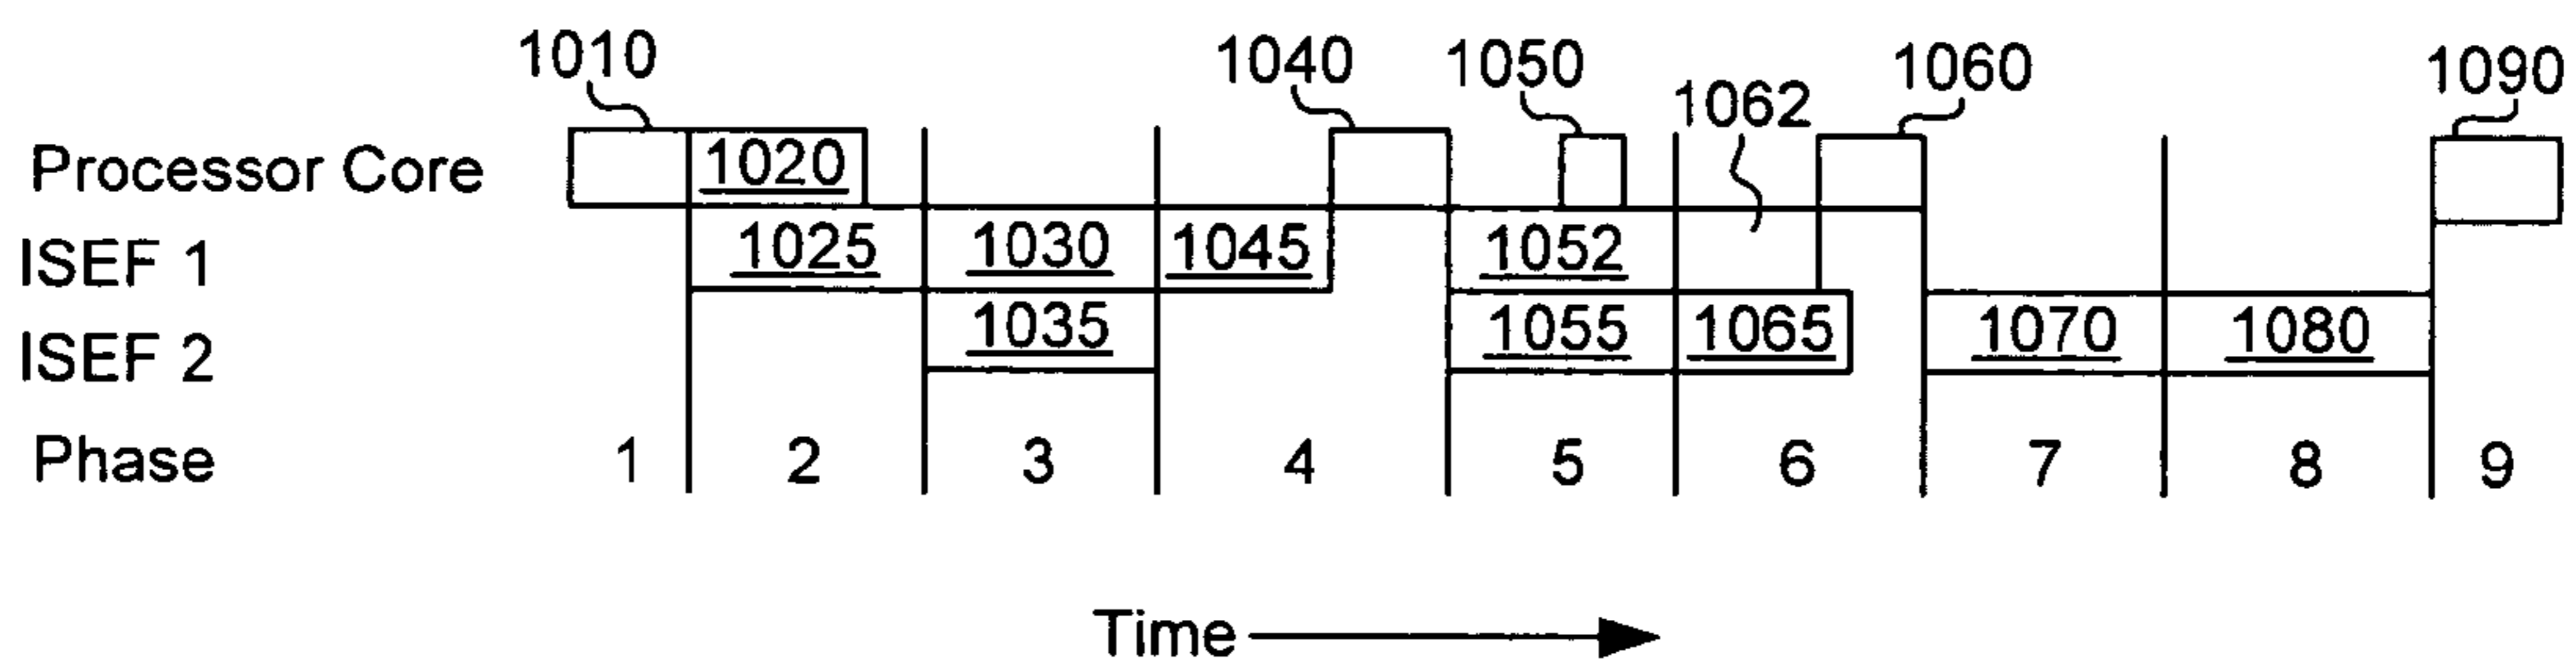 1010 1040 1050 1062 1060 1090
Processor Core 1020
ISEF 1 1025 1030 1045 1052
ISEF 2 1035 1055 1065 1070 1080
Phase 1 2 3 4 5 6 7 8 9
Time